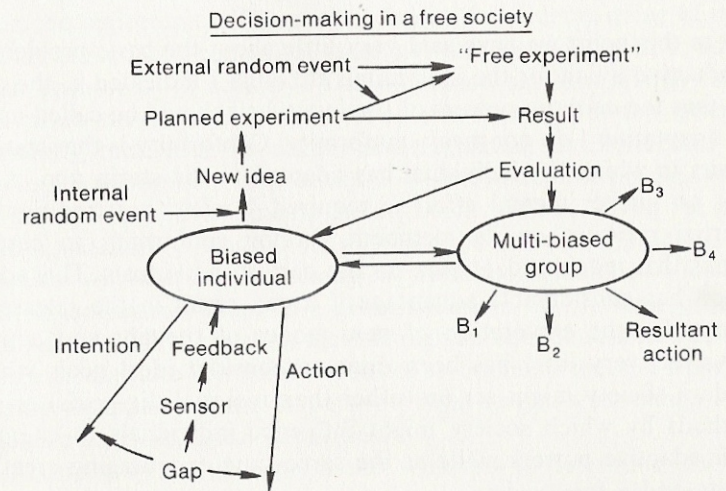 Decision-making in a free society
External random event
"Free experiment"
Planned experiment
Result
New idea
Evaluation
Internal
random event
B3
Biased
individual
Multi-biased
group
B4
B1
B2
Resultant
action
Intention
Feedback
Action
Sensor
Gap